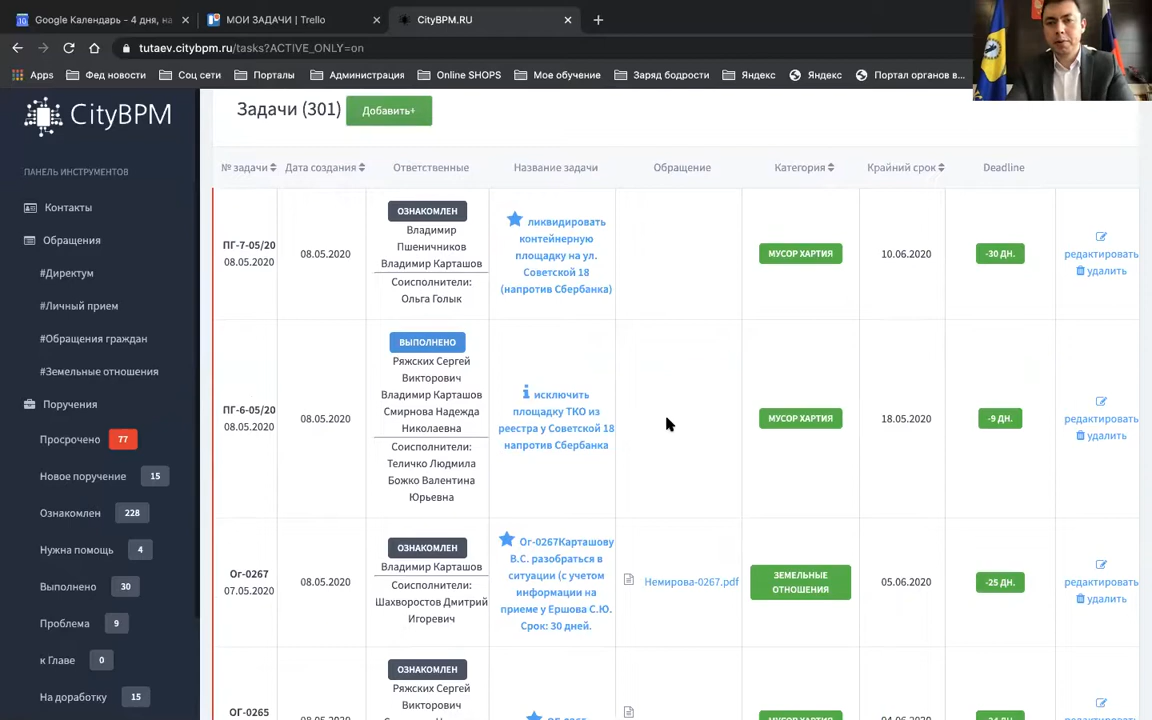 Google Календарь - 4 дня, на
МОИ ЗАДАЧИ | Trello
CityBPM.RU
tutaev.citybpm.ru/tasks?ACTIVE_ONLY=on
Apps
Фед новости
Соц сети
Порталы
Администрация
Online SHOPS
Мое обучение
Заряд бодрости
Яндекс
Яндекс
Портал органов в...
CityBPM
ПАНЕЛЬ ИНСТРУМЕНТОВ
Контакты
Обращения
#Директум
#Личный прием
#Обращения граждан
#Земельные отношения
Поручения
Просрочено 77
Новое поручение 15
Ознакомлен 228
Нужна помощь 4
Выполнено 30
Проблема 9
к Главе 0
На доработку 15
Задачи (301)
Добавить+
№ задачи
Дата создания
Ответственные
Название задачи
Обращение
Категория
Крайний срок
Deadline
ПГ-7-05/20
08.05.2020
08.05.2020
ОЗНАКОМЛЕН
Владимир
Пшеничников
Владимир Карташов
Соисполнители:
Ольга Голык
ликвидировать
контейнерную
площадку на ул.
Советской 18
(напротив Сбербанка)
МУСОР ХАРТИЯ
10.06.2020
-30 ДН.
редактировать
удалить
ПГ-6-05/20
08.05.2020
08.05.2020
ВЫПОЛНЕНО
Ряжских Сергей
Викторович
Владимир Карташов
Смирнова Надежда
Николаевна
Соисполнители:
Теличко Людмила
Божко Валентина
Юрьевна
исключить
площадку ТКО из
реестра у Советской 18
напротив Сбербанка
МУСОР ХАРТИЯ
18.05.2020
-9 ДН.
редактировать
удалить
Ог-0267
07.05.2020
08.05.2020
ОЗНАКОМЛЕН
Владимир Карташов
Соисполнители:
Шахворостов Дмитрий
Игоревич
Ог-0267Карташову
В.С. разобраться в
ситуации (с учетом
информации на
приеме у Ершова С.Ю.
Срок: 30 дней.
Немирова-0267.pdf
ЗЕМЕЛЬНЫЕ
ОТНОШЕНИЯ
05.06.2020
-25 ДН.
редактировать
удалить
ОГ-0265
ОЗНАКОМЛЕН
Ряжских Сергей
Викторович